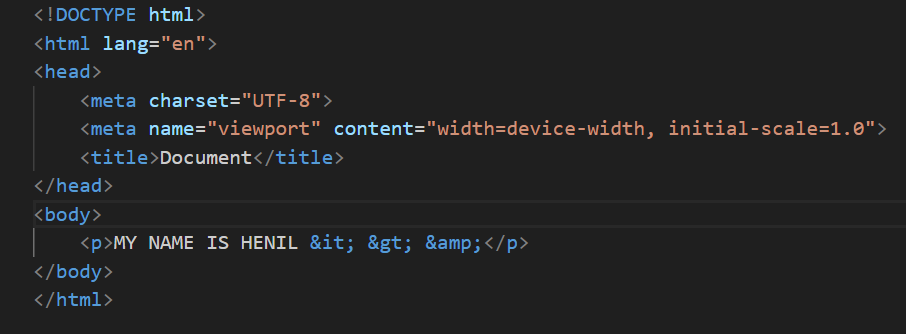 <!DOCTYPE html>
<html lang="en">
<head>
    <meta charset="UTF-8">
    <meta name="viewport" content="width=device-width, initial-scale=1.0">
    <title>Document</title>
</head>
<body>
    <p>MY NAME IS HENIL &it; &gt; &amp;</p>
</body>
</html>